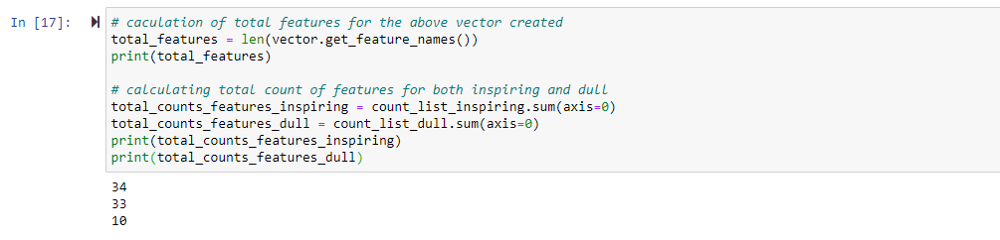 In [17]:
# caculation of total features for the above vector created
total_features = len(vector.get_feature_names())
print(total_features)
# calculating total count of features for both inspiring and dull
total_counts_features_inspiring = count_list_inspiring.sum(axis=0)
total_counts_features_dull = count_list_dull.sum(axis=0)
print(total_counts_features_inspiring)
print(total_counts_features_dull)
34
33
10